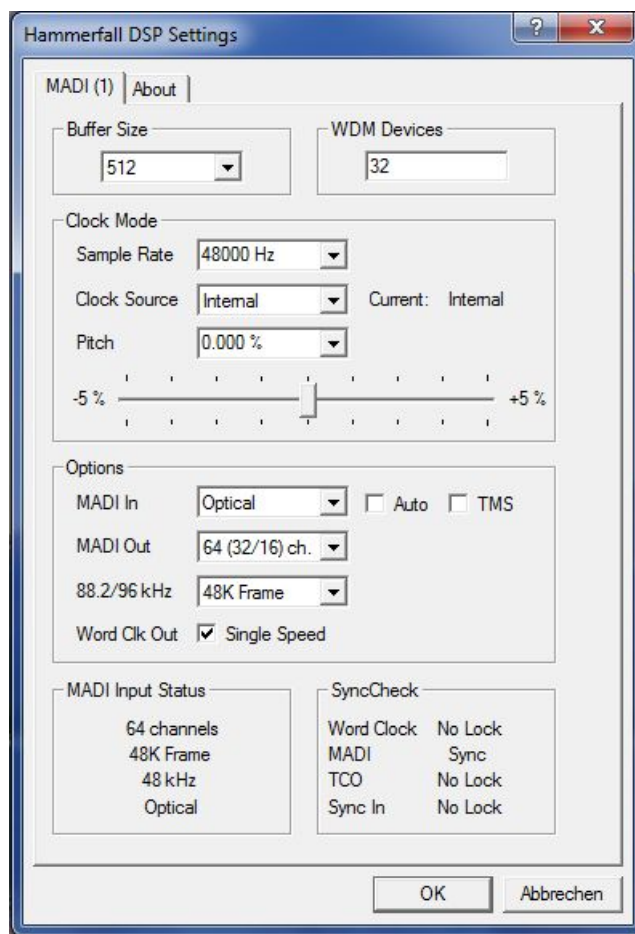 Hammerfall DSP Settings
MADI (1) About
Buffer Size
512
WDM Devices
32
Clock Mode
Sample Rate 48000 Hz
Clock Source Internal Current: Internal
Pitch 0.000 %
-5 % +5 %
Options
MADI In Optical Auto TMS
MADI Out 64 (32/16) ch.
88.2/96 kHz 48K Frame
Word Clk Out Single Speed
MADI Input Status
64 channels
48K Frame
48 kHz
Optical
SyncCheck
Word Clock No Lock
MADI Sync
TCO No Lock
Sync In No Lock
OK Abbrechen